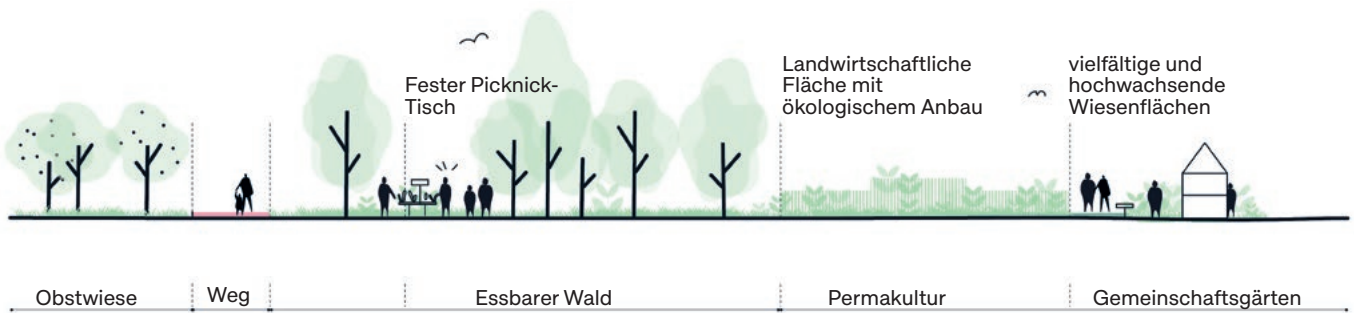 Fester Picknick-
Tisch
Landwirtschaftliche
Fläche mit
ökologischem Anbau
vielfältige und
hochwachsende
Wiesenflächen
Obstwiese
Weg
Essbarer Wald
Permakultur
Gemeinschaftsgärten